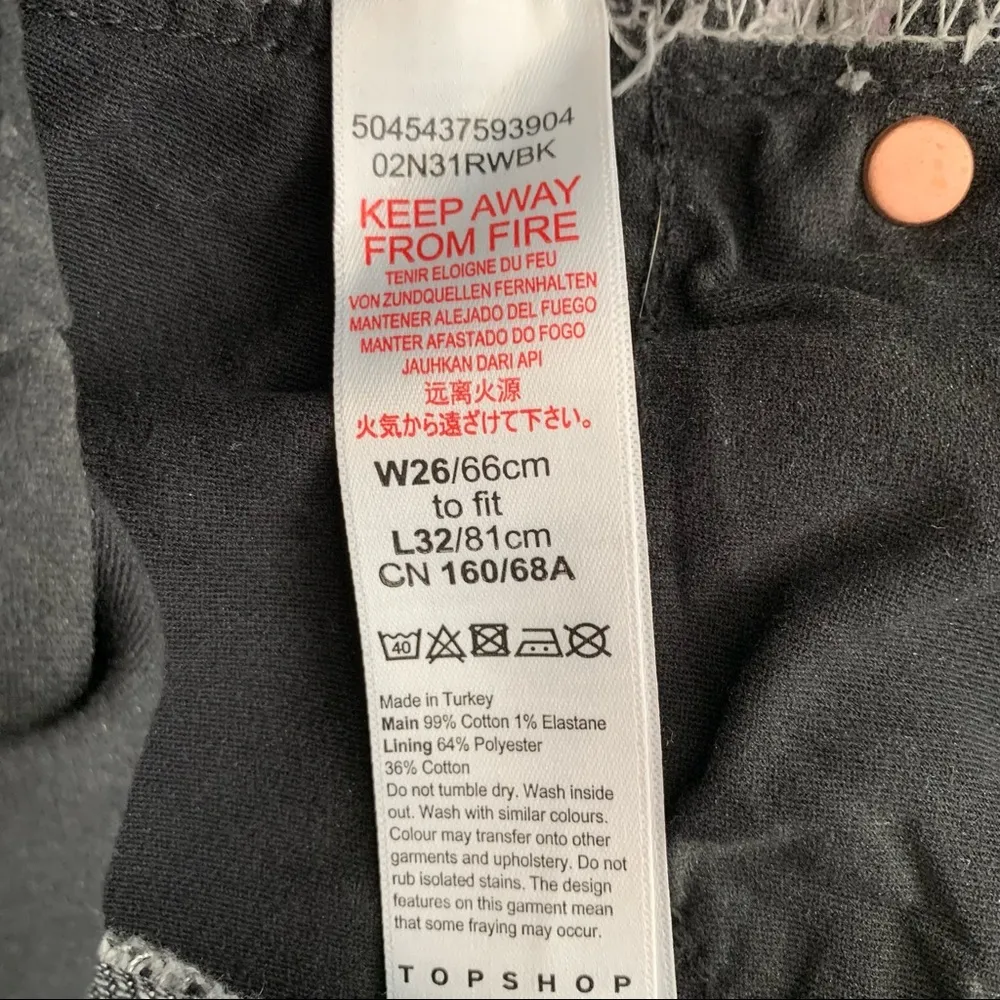 5045437593904
02N31RWBK
KEEP AWAY
FROM FIRE
TENIR ELOIGNE DU FEU
VON ZUNDQUELLEN FERNHALTEN
MANTENER ALEJADO DEL FUEGO
MANTER AFASTADO DO FOGO
JAUHKAN DARI API
远离火源
火気から遠ざけて下さい。
W26/66cm
to fit
L32/81cm
CN 160/68A
40
Made in Turkey
Main 99% Cotton 1% Elastane
Lining 64% Polyester
36% Cotton
Do not tumble dry. Wash inside
out. Wash with similar colours.
Colour may transfer onto other
garments and upholstery. Do not
rub isolated stains. The design
features on this garment mean
that some fraying may occur.
TOPSHOP